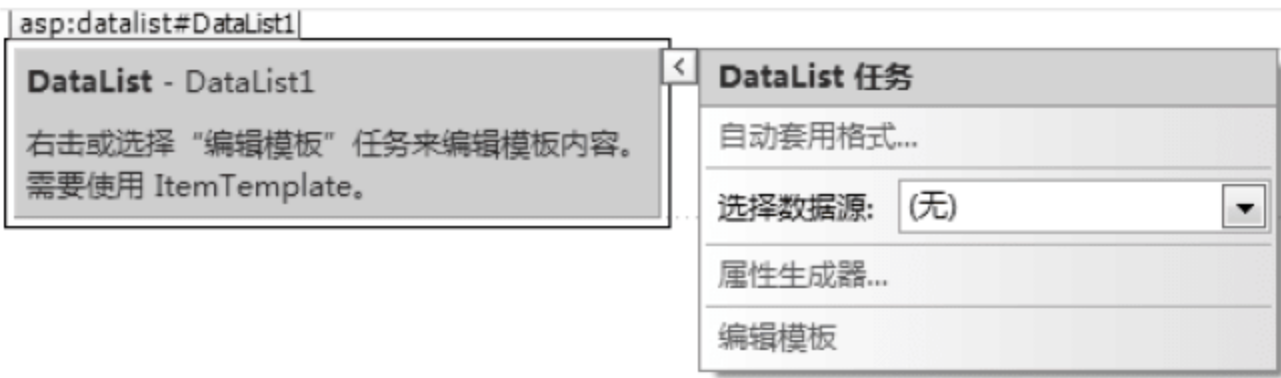 asp:datalist#DataList1
DataList - DataList1
右击或选择“编辑模板”任务来编辑模板内容。
需要使用 ItemTemplate。
DataList 任务
自动套用格式...
选择数据源: (无)
属性生成器...
编辑模板